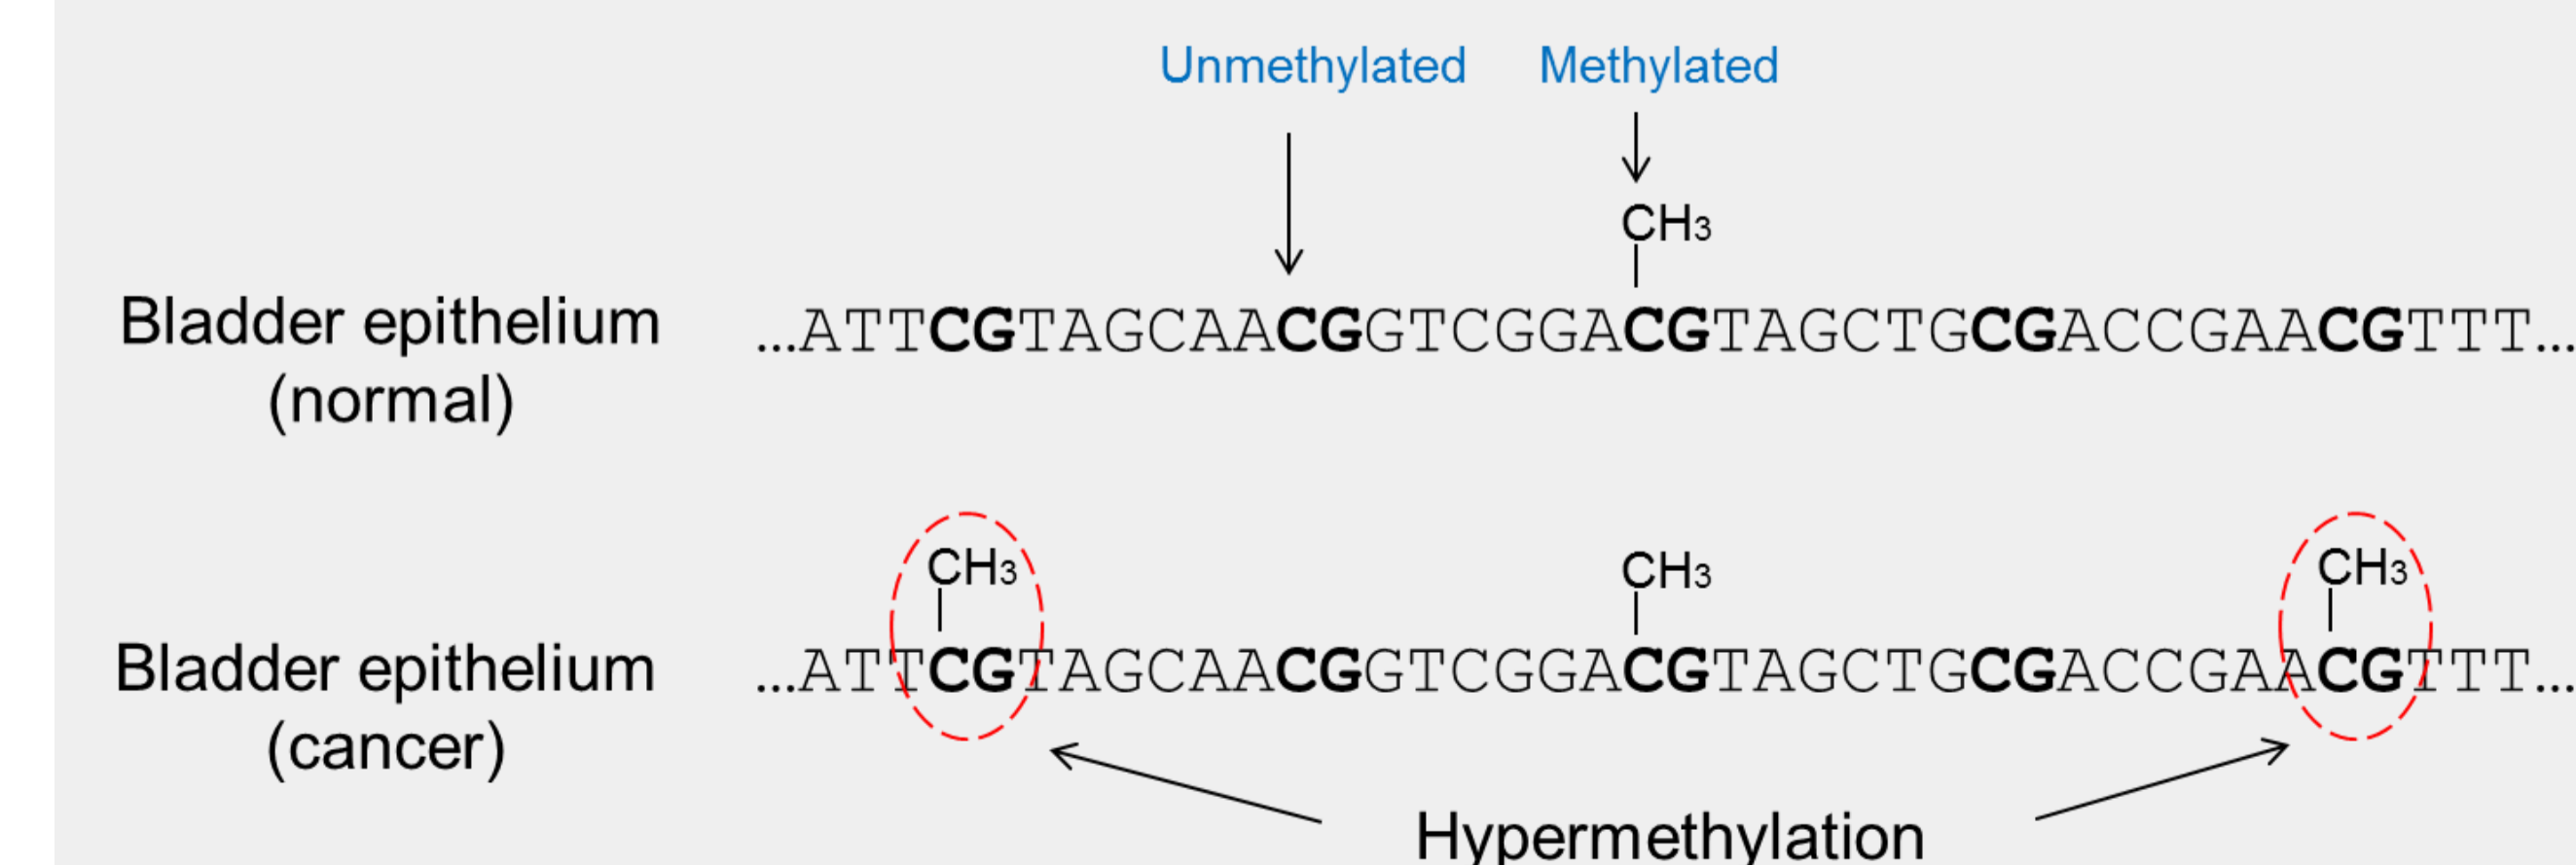 Unmethylated Methylated
CH3
Bladder epithelium
(normal)
...ATTCGTAGCAACGGTCGGACGTAGCTGCGACCGAACGTTT...
CH3 CH3 CH3
Bladder epithelium
(cancer)
...ATTCGTAGCAACGGTCGGACGTAGCTGCGACCGAACGTTT...
Hypermethylation